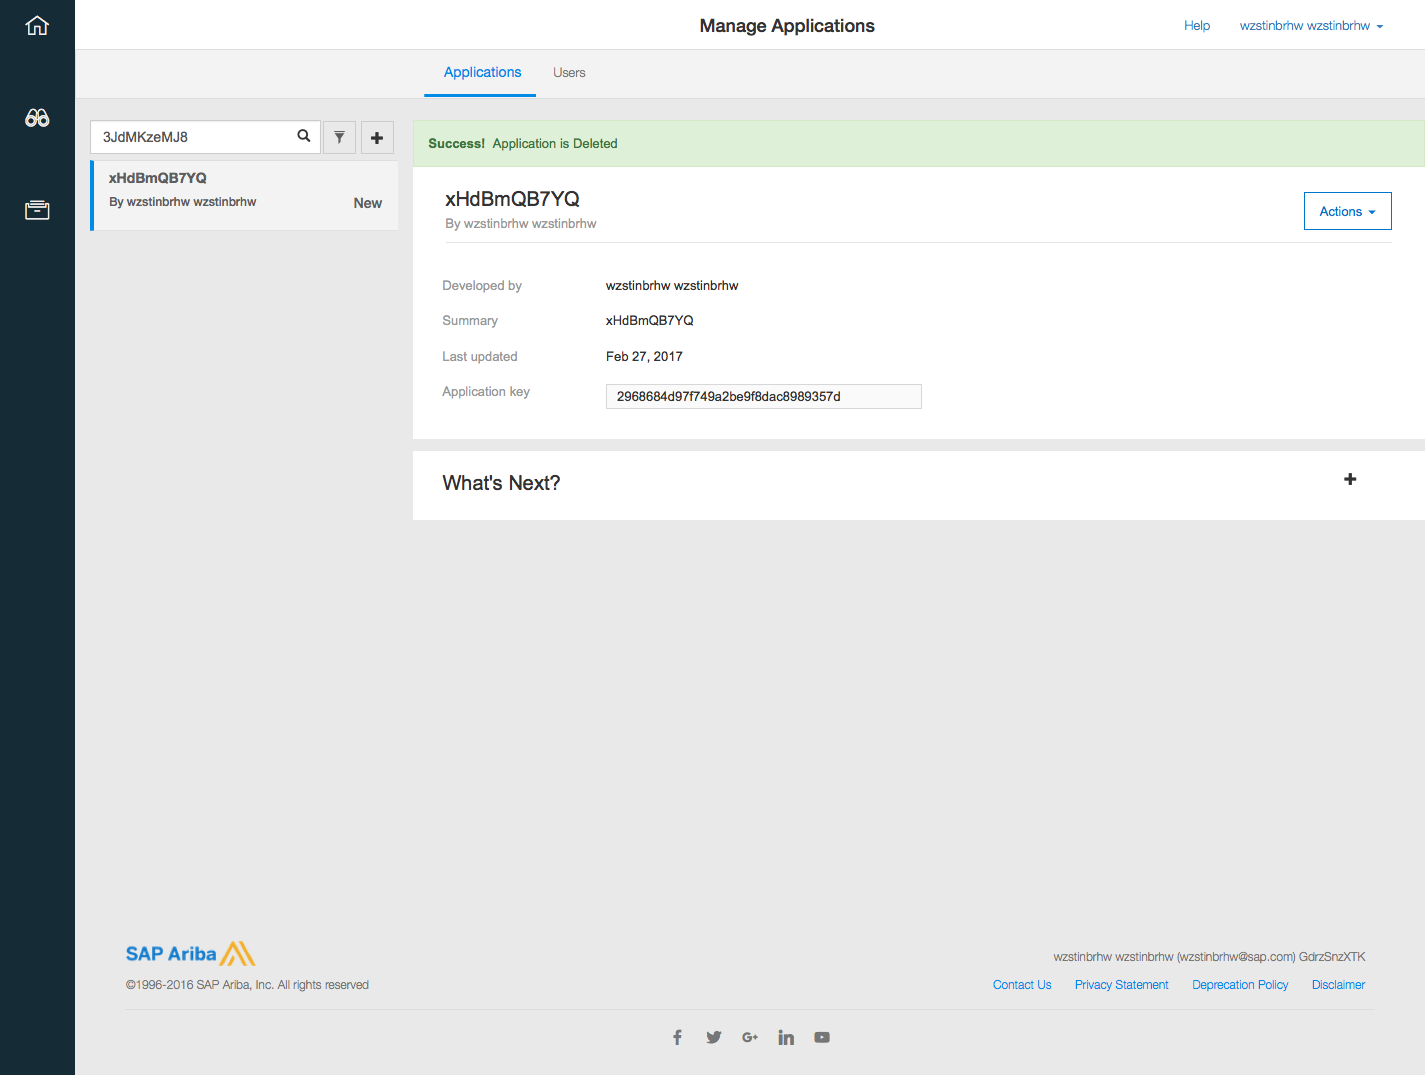 Manage Applications
Help
wzstinbrhw wzstinbrhw
Applications
Users
3JdMKzeMJ8
xHdBmQB7YQ
By wzstinbrhw wzstinbrhw
New
Success! Application is Deleted
xHdBmQB7YQ
By wzstinbrhw wzstinbrhw
Actions
Developed by wzstinbrhw wzstinbrhw
Summary xHdBmQB7YQ
Last updated Feb 27, 2017
Application key 2968684d97f749a2be9f8dac8989357d
What's Next?
SAP Ariba
©1996-2016 SAP Ariba, Inc. All rights reserved
wzstinbrhw wzstinbrhw (wzstinbrhw@sap.com) GdrzSnzXTK
Contact Us Privacy Statement Deprecation Policy Disclaimer